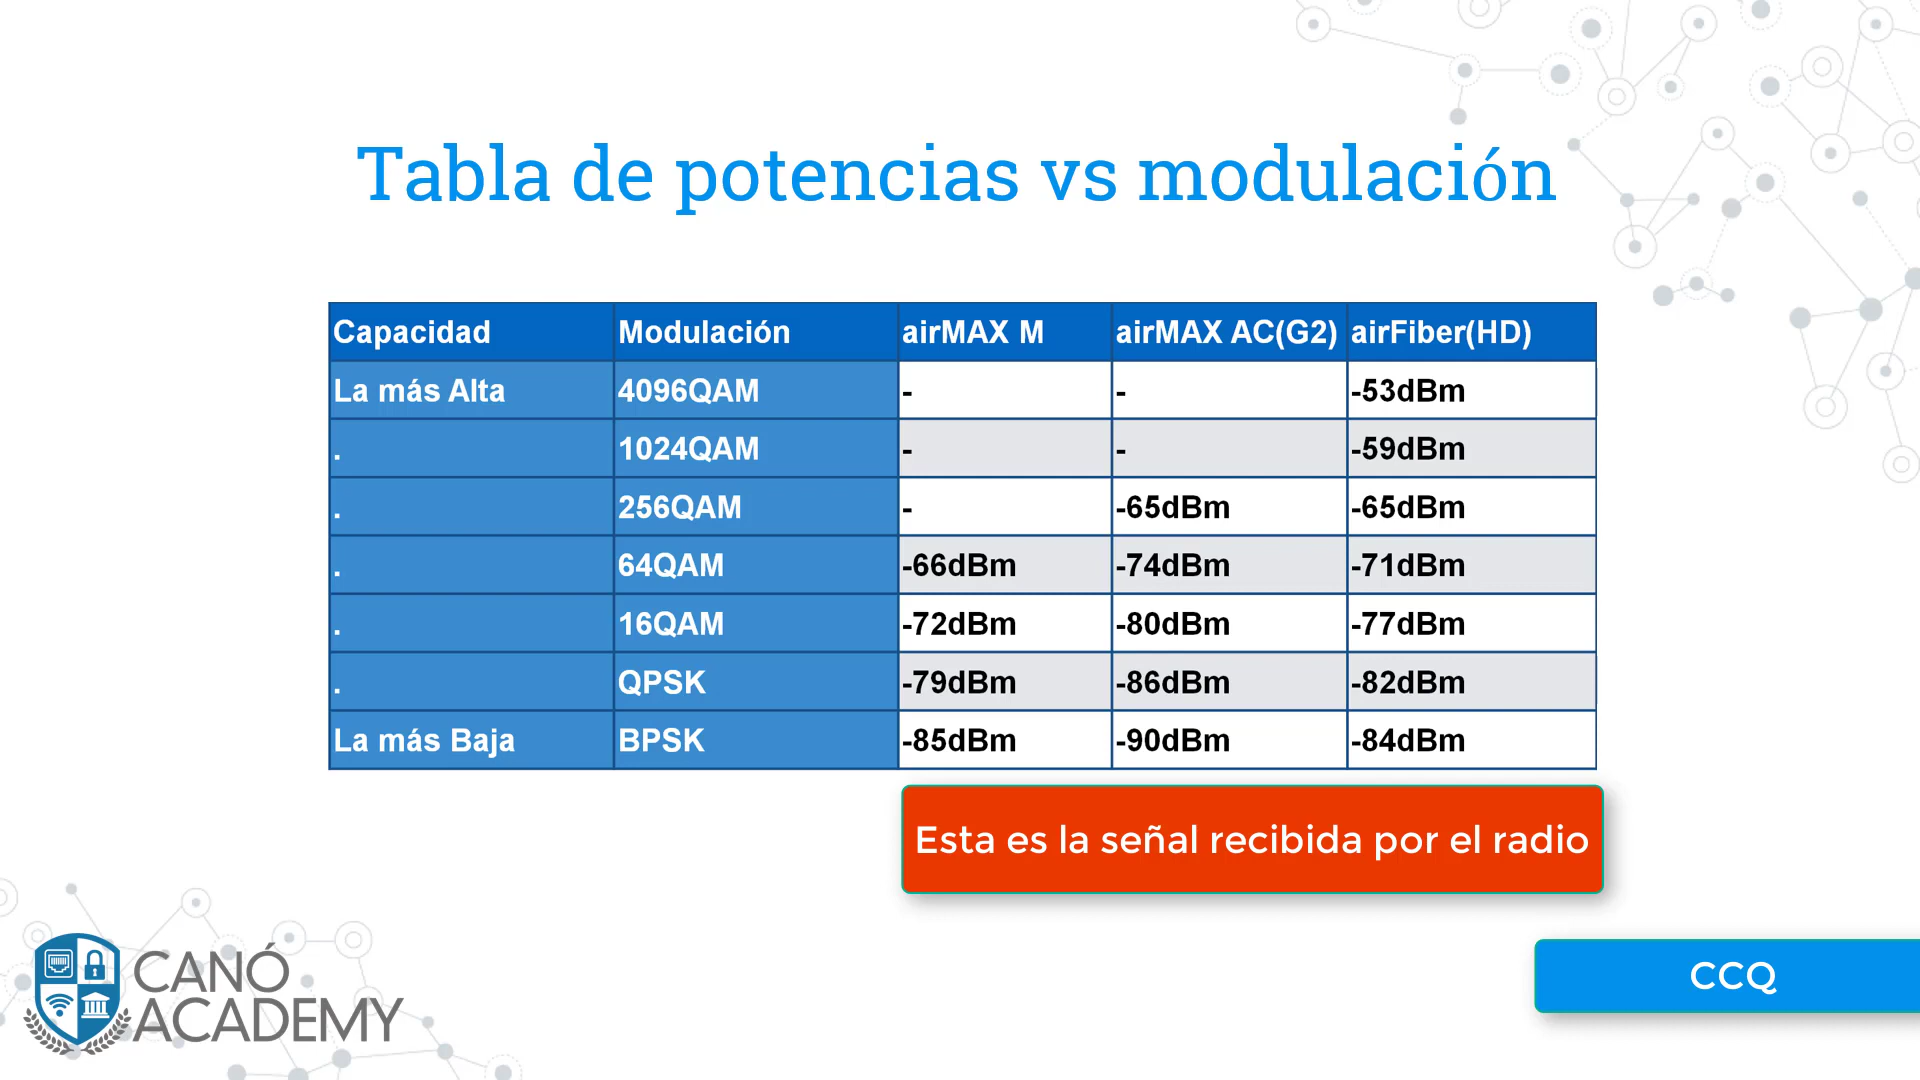 Tabla de potencias vs modulación
Capacidad Modulación airMAX M airMAX AC(G2) airFiber(HD)
La más Alta 4096QAM - - -53dBm
. 1024QAM - - -59dBm
. 256QAM - -65dBm -65dBm
. 64QAM -66dBm -74dBm -71dBm
. 16QAM -72dBm -80dBm -77dBm
. QPSK -79dBm -86dBm -82dBm
La más Baja BPSK -85dBm -90dBm -84dBm
Esta es la señal recibida por el radio
CCQ
CANÓ
ACADEMY